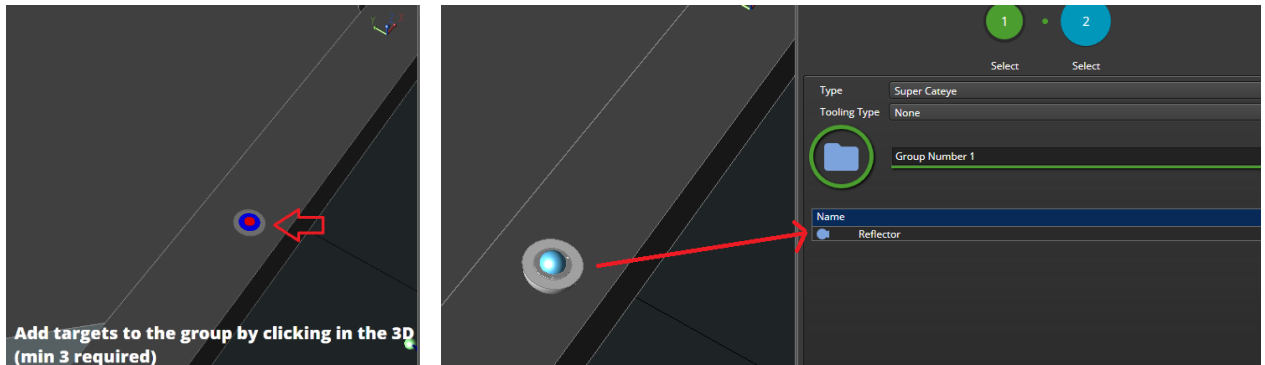 Add targets to the group by clicking in the 3D
(min 3 required)
1
2
Select
Select
Type
Super Cateye
Tooling Type
None
Group Number 1
Name
Reflector